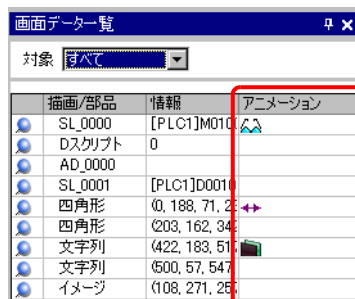 画面データ一覧
対象 すべて
描画/部品 情報 アニメーション
SL_0000 [PLC1]M010
Dスクリプト 0
AD_0000
SL_0001 [PLC1]D0010
四角形 (0, 188, 71, 2
四角形 (203, 162, 34
文字列 (422, 183, 51
文字列 (500, 57, 547
イメージ (108, 271, 25